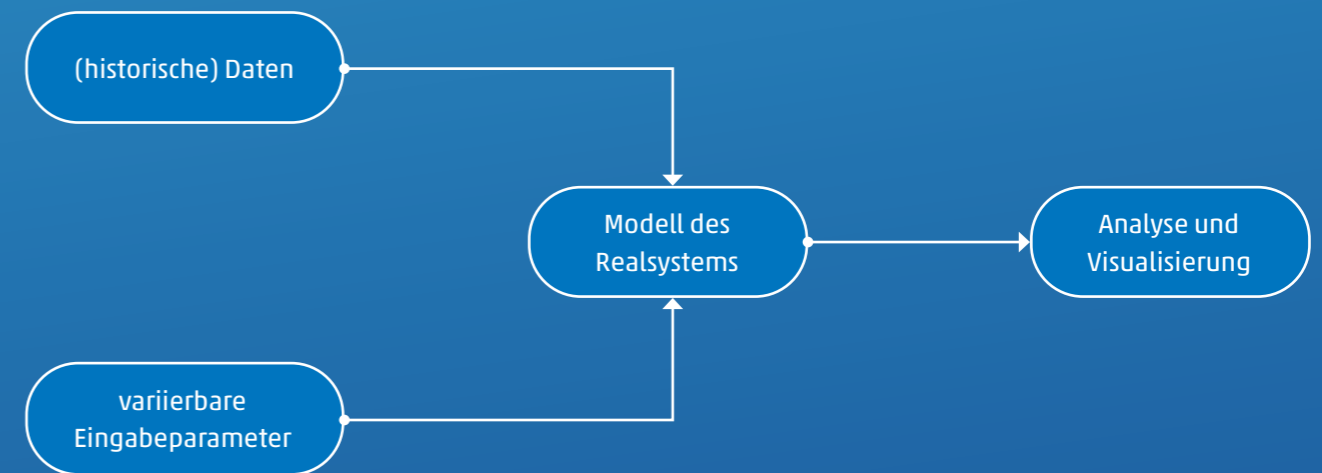 (historische) Daten
Modell des
Realsystems
Analyse und
Visualisierung
variierbare
Eingabeparameter